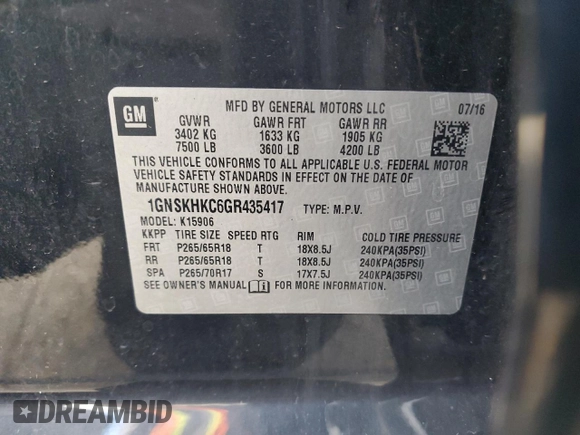 GM
MFD BY GENERAL MOTORS LLC 07/16
GVWR GAWR FRT GAWR RR
3402 KG 1633 KG 1905 KG
7500 LB 3600 LB 4200 LB
THIS VEHICLE CONFORMS TO ALL APPLICABLE U.S. FEDERAL MOTOR
VEHICLE SAFETY STANDARDS IN EFFECT ON THE DATE OF
MANUFACTURE SHOWN ABOVE.
1GNSKHKC6GR435417 TYPE: M.P.V.
MODEL: K15906
KKPP TIRE SIZE SPEED RTG RIM COLD TIRE PRESSURE
FRT P265/65R18 T 18X8.5J 240KPA(35PSI)
RR P265/65R18 T 18X8.5J 240KPA(35PSI)
SPA P265/70R17 S 17X7.5J 240KPA(35PSI)
SEE OWNER'S MANUAL FOR MORE INFORMATION.
DREAMBID